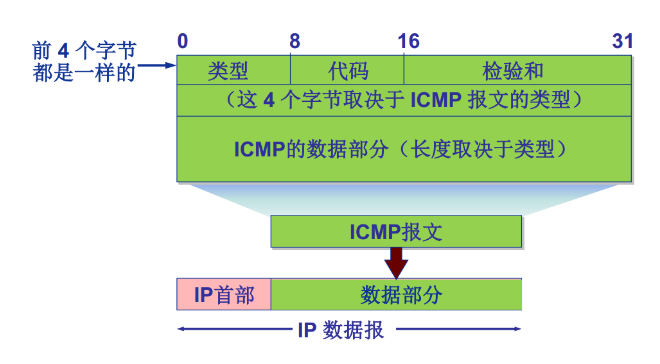 0 8 16 31
前 4 个字节
都是一样的
类型 代码 检验和
（这 4 个字节取决于 ICMP 报文的类型）
ICMP的数据部分（长度取决于类型）
ICMP报文
IP首部 数据部分
IP 数据报